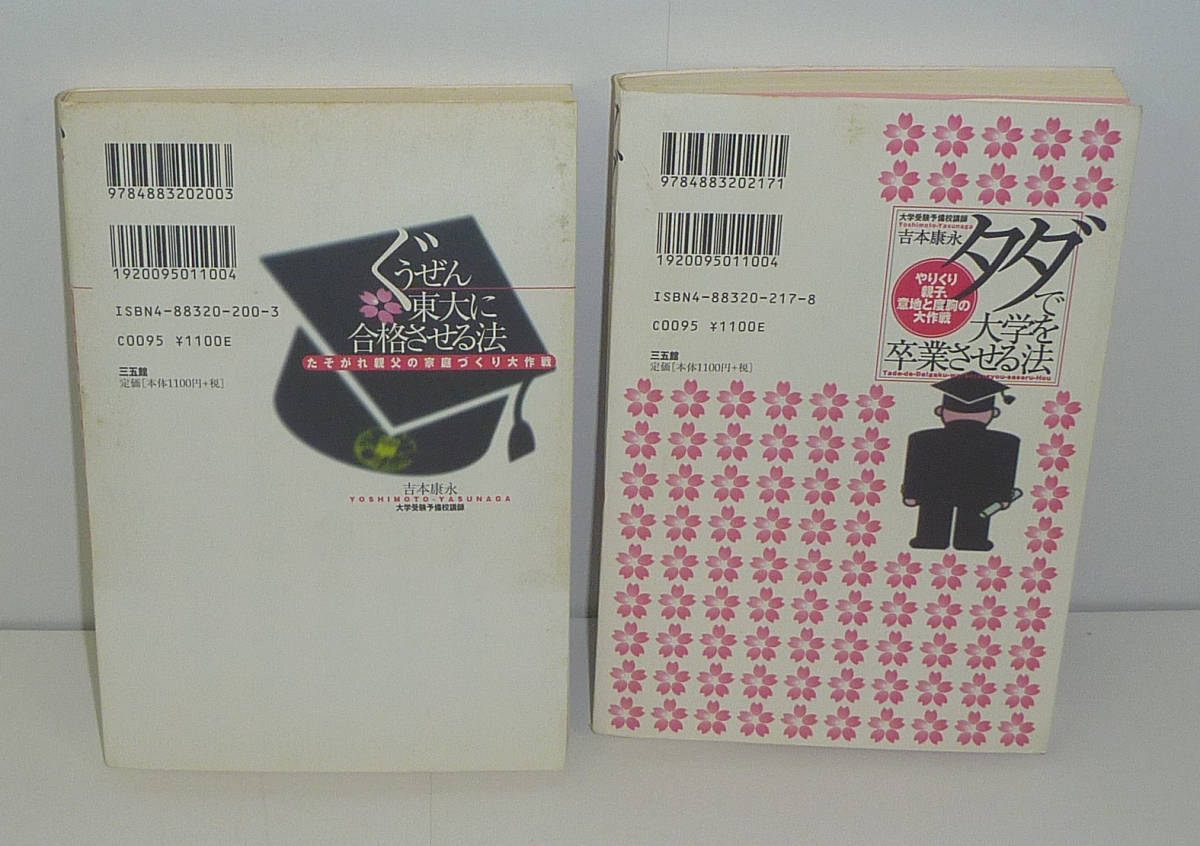 9784883202003
1920095011004
ISBN4-88320-200-3
C0095 ¥1100E
三五館
定価[本体1100円+税]
ぐうぜん
東大に
合格させる法
たそがれ親父の家庭づくり大作戦
吉本康永
YOSHIMOTO-YASUNAGA
大学受験予備校講師
9784883202171
1920095011004
ISBN4-88320-217-8
C0095 ¥1100E
三五館
定価[本体1100円+税]
大学受験予備校講師
Yoshimoto-Yasunaga
吉本康永
タダで
大学を
卒業させる法
やりくり
親子、
意地と度胸の
大作戦